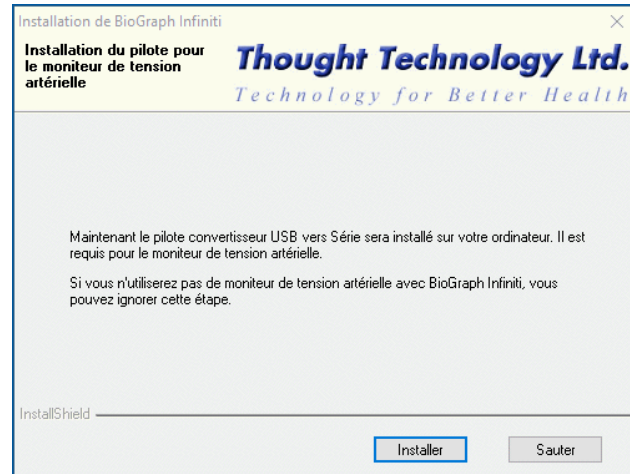 Installation de BioGraph Infiniti
Installation du pilote pour
le moniteur de tension
artérielle
Thought Technology Ltd.
Technology for Better Health
Maintenant le pilote convertisseur USB vers Série sera installé sur votre ordinateur. Il est
requis pour le moniteur de tension artérielle.
Si vous n'utiliserez pas de moniteur de tension artérielle avec BioGraph Infiniti, vous
pouvez ignorer cette étape.
InstallShield
Installer
Sauter